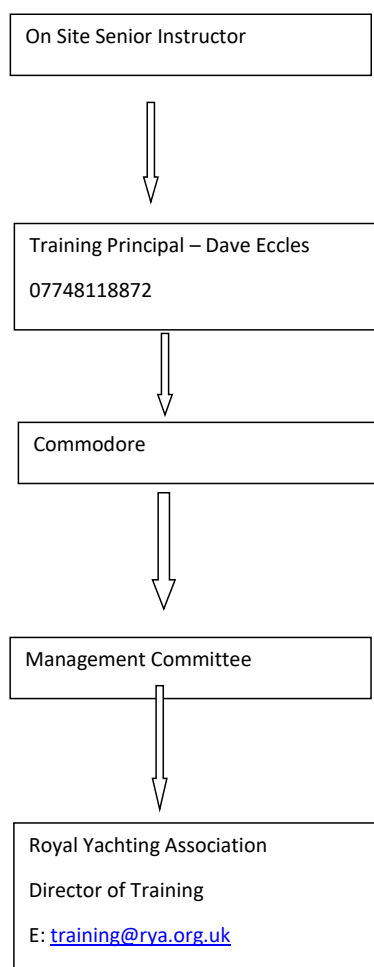 On Site Senior Instructor
Training Principal – Dave Eccles
07748118872
Commodore
Management Committee
Royal Yachting Association
Director of Training
E: training@rya.org.uk